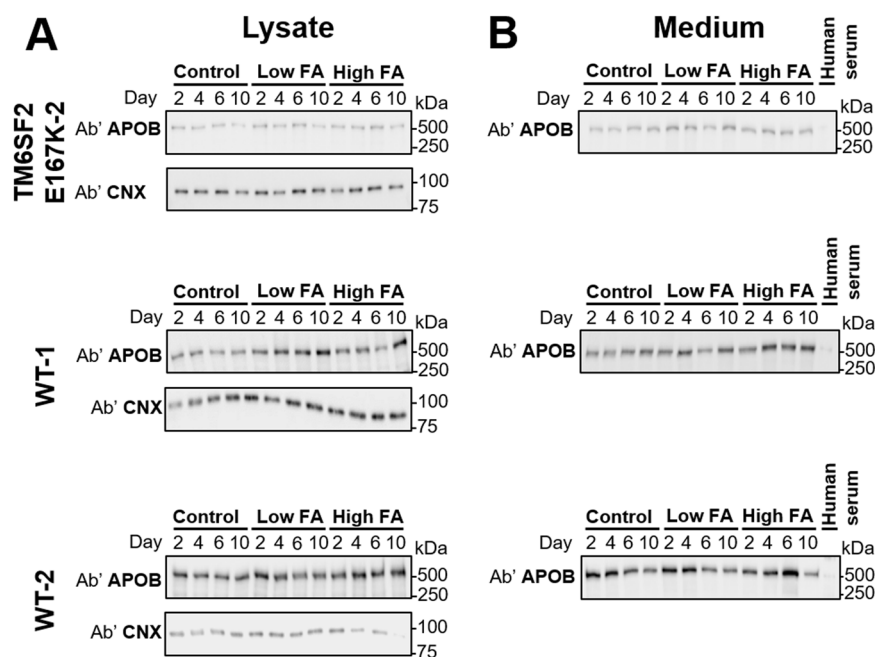 A
Lysate
Control Low FA High FA
Day 2 4 6 10 2 4 6 10 2 4 6 10
kDa
TM6SF2
E167K-2
Ab' APOB
-500
-250
Ab' CNX
-100
-75
Control Low FA High FA
Day 2 4 6 10 2 4 6 10 2 4 6 10
kDa
WT-1
Ab' APOB
-500
-250
Ab' CNX
-100
-75
Control Low FA High FA
Day 2 4 6 10 2 4 6 10 2 4 6 10
kDa
WT-2
Ab' APOB
-500
-250
Ab' CNX
-100
-75
B
Medium
Control Low FA High FA
Human
serum
Day 2 4 6 10 2 4 6 10 2 4 6 10
kDa
Ab' APOB
-500
-250
Control Low FA High FA
Human
serum
Day 2 4 6 10 2 4 6 10 2 4 6 10
kDa
Ab' APOB
-500
-250
Control Low FA High FA
Human
serum
Day 2 4 6 10 2 4 6 10 2 4 6 10
kDa
Ab' APOB
-500
-250